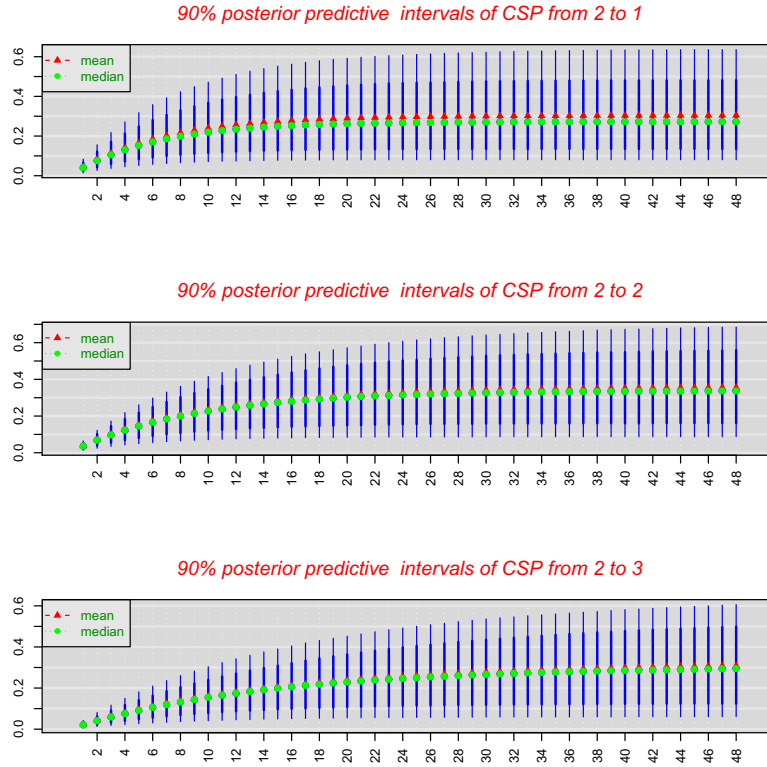 90% posterior predictive intervals of CSP from 2 to 1
mean
median
0.0 0.2 0.4 0.6
2 4 6 8 10 12 14 16 18 20 22 24 26 28 30 32 34 36 38 40 42 44 46 48
90% posterior predictive intervals of CSP from 2 to 2
mean
median
0.0 0.2 0.4 0.6
2 4 6 8 10 12 14 16 18 20 22 24 26 28 30 32 34 36 38 40 42 44 46 48
90% posterior predictive intervals of CSP from 2 to 3
mean
median
0.0 0.2 0.4 0.6
2 4 6 8 10 12 14 16 18 20 22 24 26 28 30 32 34 36 38 40 42 44 46 48